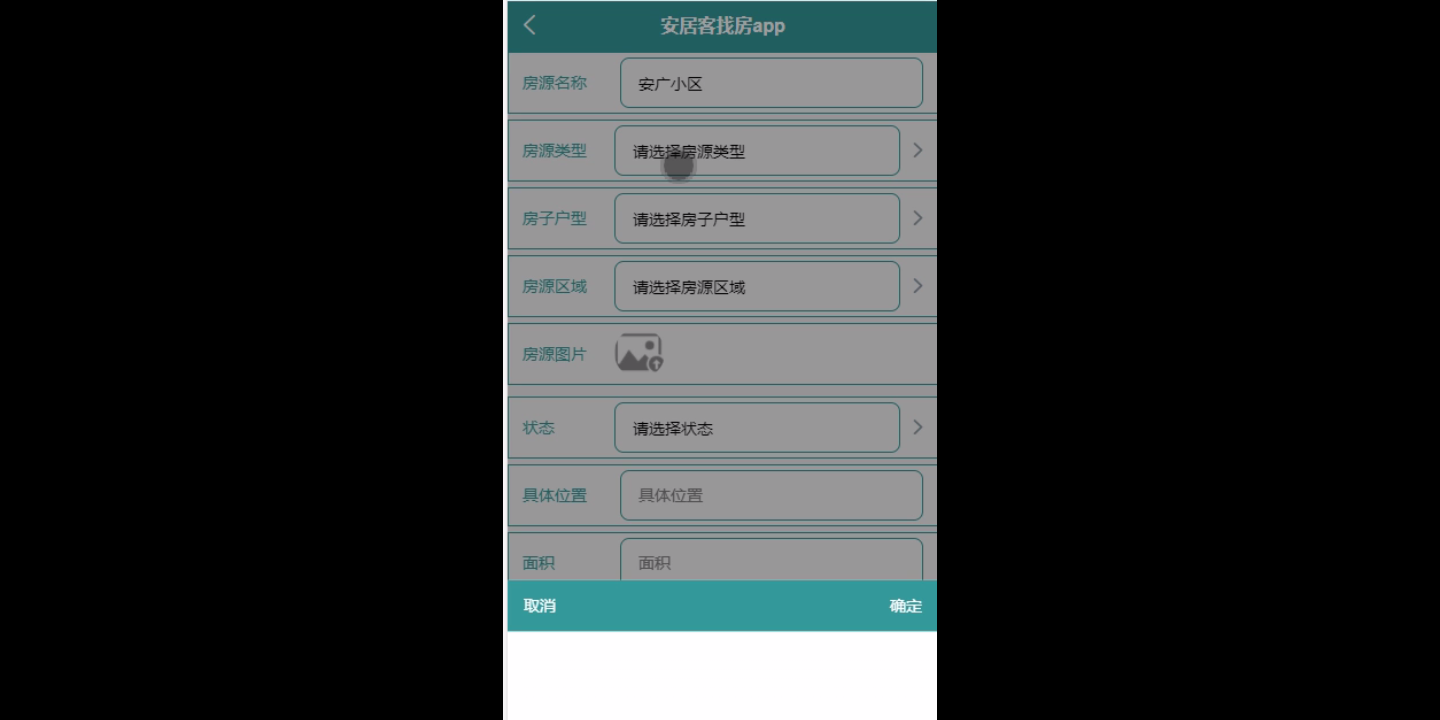 安居客找房app
房源名称 安广小区
房源类型 请选择房源类型
房子户型 请选择房子户型
房源区域 请选择房源区域
房源图片
状态 请选择状态
具体位置 具体位置
面积 面积
取消 确定